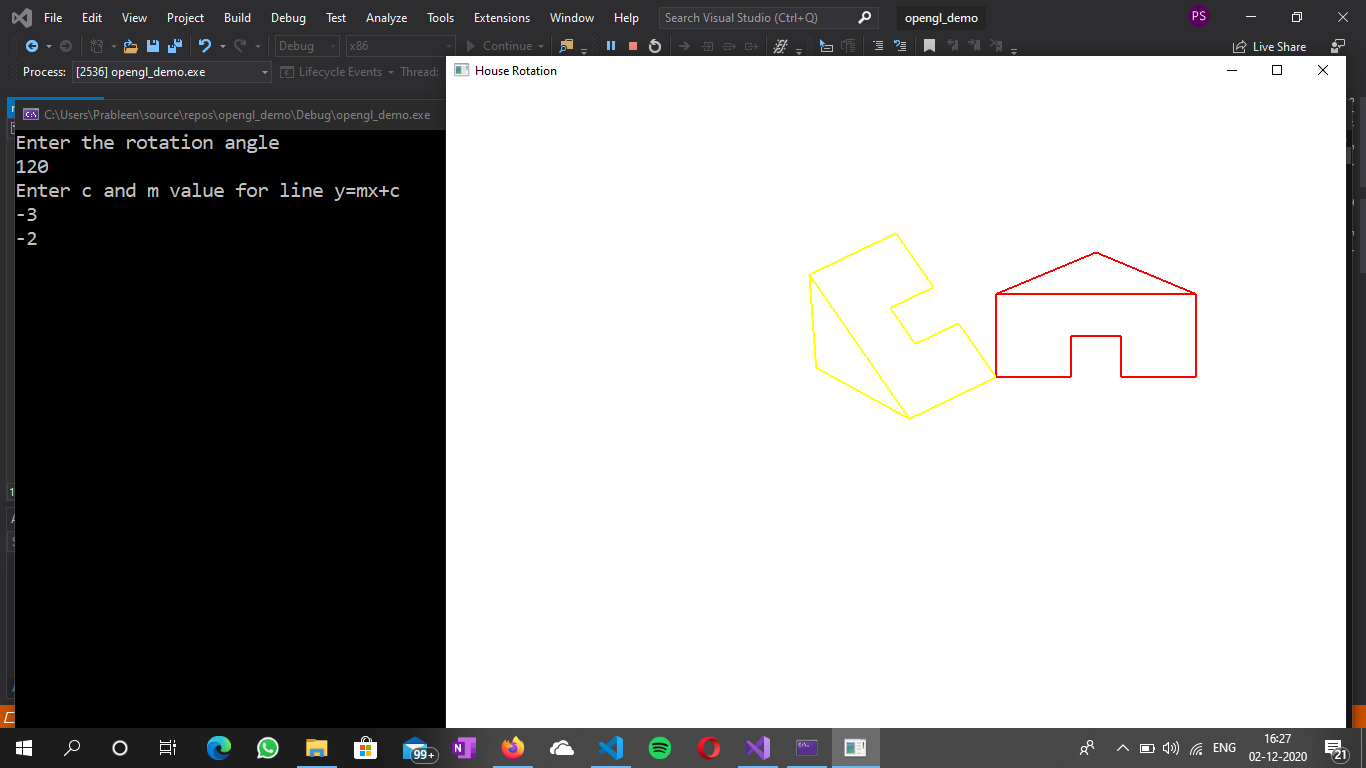 File Edit View Project Build Debug Test Analyze Tools Extensions Window Help Search Visual Studio (Ctrl+Q) opengl_demo PS
Debug x86 Continue Live Share
Process: [2536] opengl_demo.exe Lifecycle Events Thread:
House Rotation
C:\Users\Prableen\source\repos\opengl_demo\Debug\opengl_demo.exe
Enter the rotation angle
120
Enter c and m value for line y=mx+c
-3
-2
99+ N ENG 16:27
02-12-2020 21